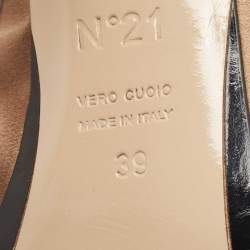 N°21
VERO CUOIO
MADE IN ITALY
39